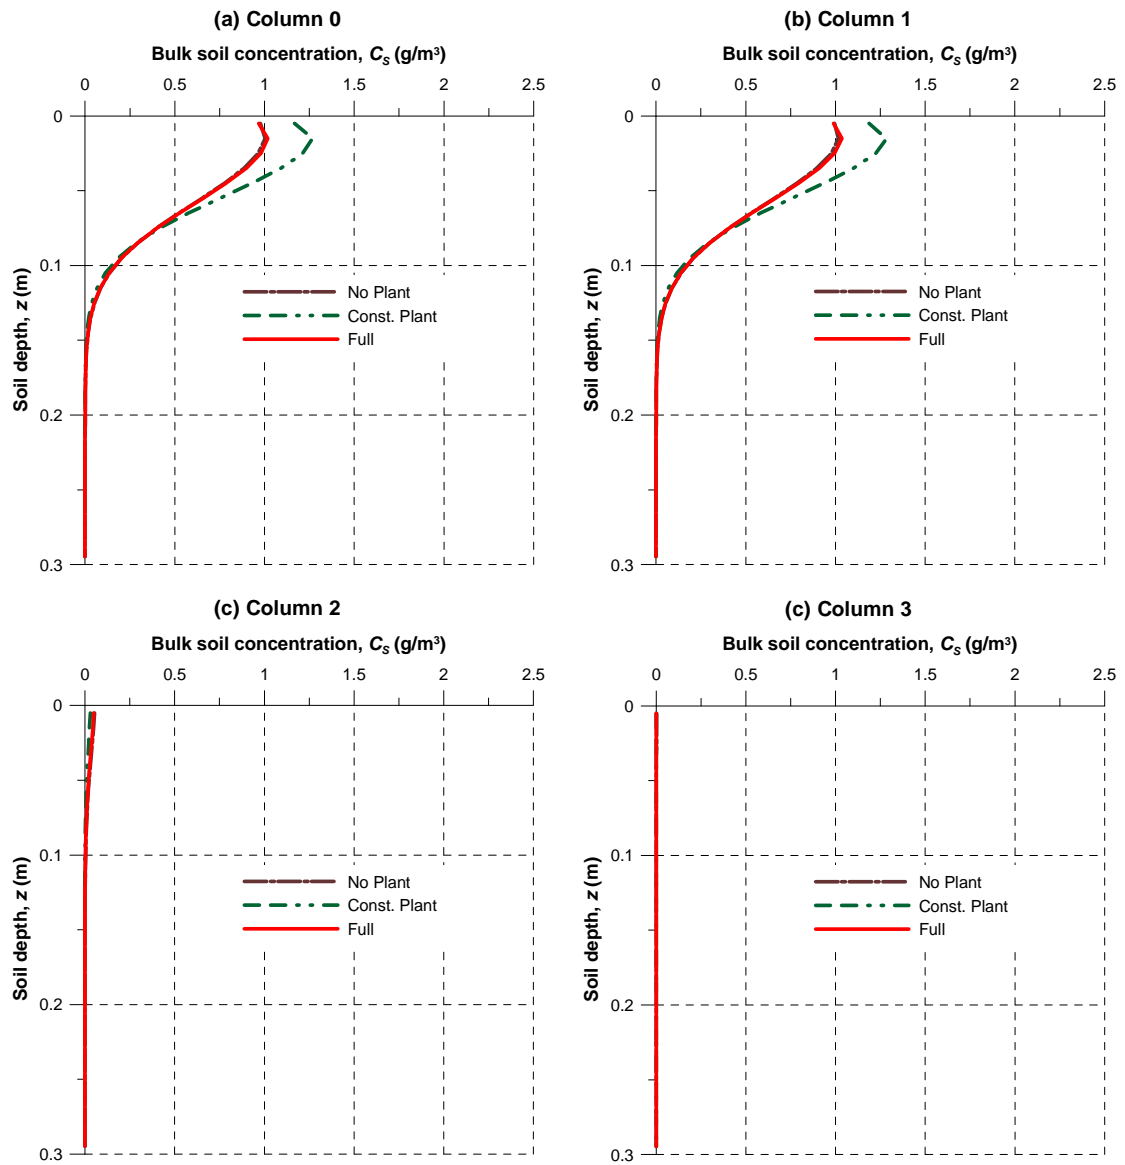 (a) Column 0
Bulk soil concentration, Cs (g/m³)
0 0.5 1 1.5 2 2.5
0
0.1
0.2
0.3
Soil depth, z (m)
No Plant
Const. Plant
Full
(b) Column 1
Bulk soil concentration, Cs (g/m³)
0 0.5 1 1.5 2 2.5
0
0.1
0.2
0.3
Soil depth, z (m)
No Plant
Const. Plant
Full
(c) Column 2
Bulk soil concentration, Cs (g/m³)
0 0.5 1 1.5 2 2.5
0
0.1
0.2
0.3
Soil depth, z (m)
No Plant
Const. Plant
Full
(c) Column 3
Bulk soil concentration, Cs (g/m³)
0 0.5 1 1.5 2 2.5
0
0.1
0.2
0.3
Soil depth, z (m)
No Plant
Const. Plant
Full